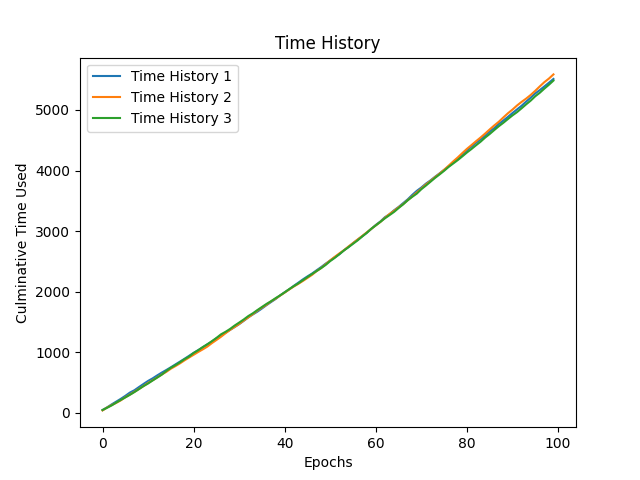 Time History
Time History 1
Time History 2
Time History 3
Culminative Time Used
5000
4000
3000
2000
1000
0
0 20 40 60 80 100
Epochs